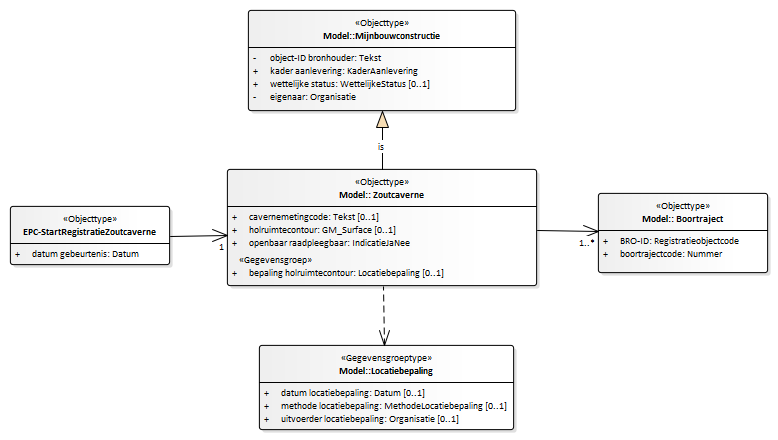 «Objecttype»
Model::Mijnbouwconstructie
- object-ID bronhouder: Tekst
+ kader aanlevering: KaderAanlevering
+ wettelijke status: WettelijkeStatus [0..1]
- eigenaar: Organisatie
is
«Objecttype»
EPC-StartRegistratieZoutcaverne
+ datum gebeurtenis: Datum
1
«Objecttype»
Model:: Zoutcaverne
+ cavernemetingcode: Tekst [0..1]
+ holruimtecontour: GM_Surface [0..1]
+ openbaar raadpleegbaar: IndicatieJaNee
«Gegevensgroep»
+ bepaling holruimtecontour: Locatiebepaling [0..1]
1..*
«Objecttype»
Model:: Boortraject
+ BRO-ID: Registratieobjectcode
+ boortrajectcode: Nummer
«Gegevensgroeptype»
Model::Locatiebepaling
+ datum locatiebepaling: Datum [0..1]
+ methode locatiebepaling: MethodeLocatiebepaling [0..1]
+ uitvoerder locatiebepaling: Organisatie [0..1]